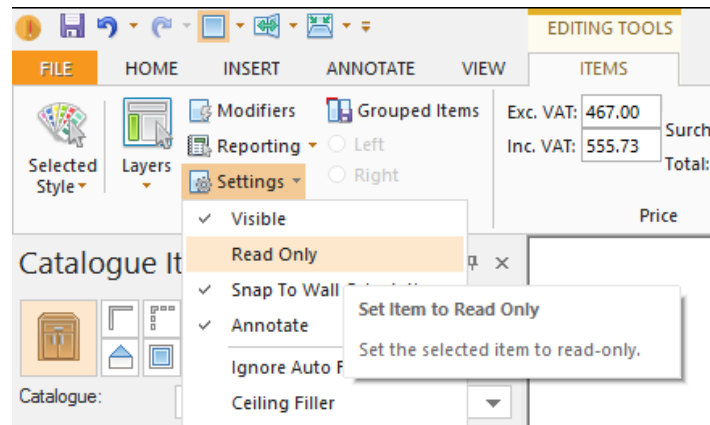 EDITING TOOLS
FILE HOME INSERT ANNOTATE VIEW ITEMS
Modifiers Grouped Items Exc. VAT: 467.00
Reporting Left Inc. VAT: 555.73
Selected Style Layers Settings Right
Total:
Price
Visible
Read Only
Snap To Wall
Annotate
Ignore Auto
Ceiling Filler
Set Item to Read Only
Set the selected item to read-only.
Catalogue
Catalogue: